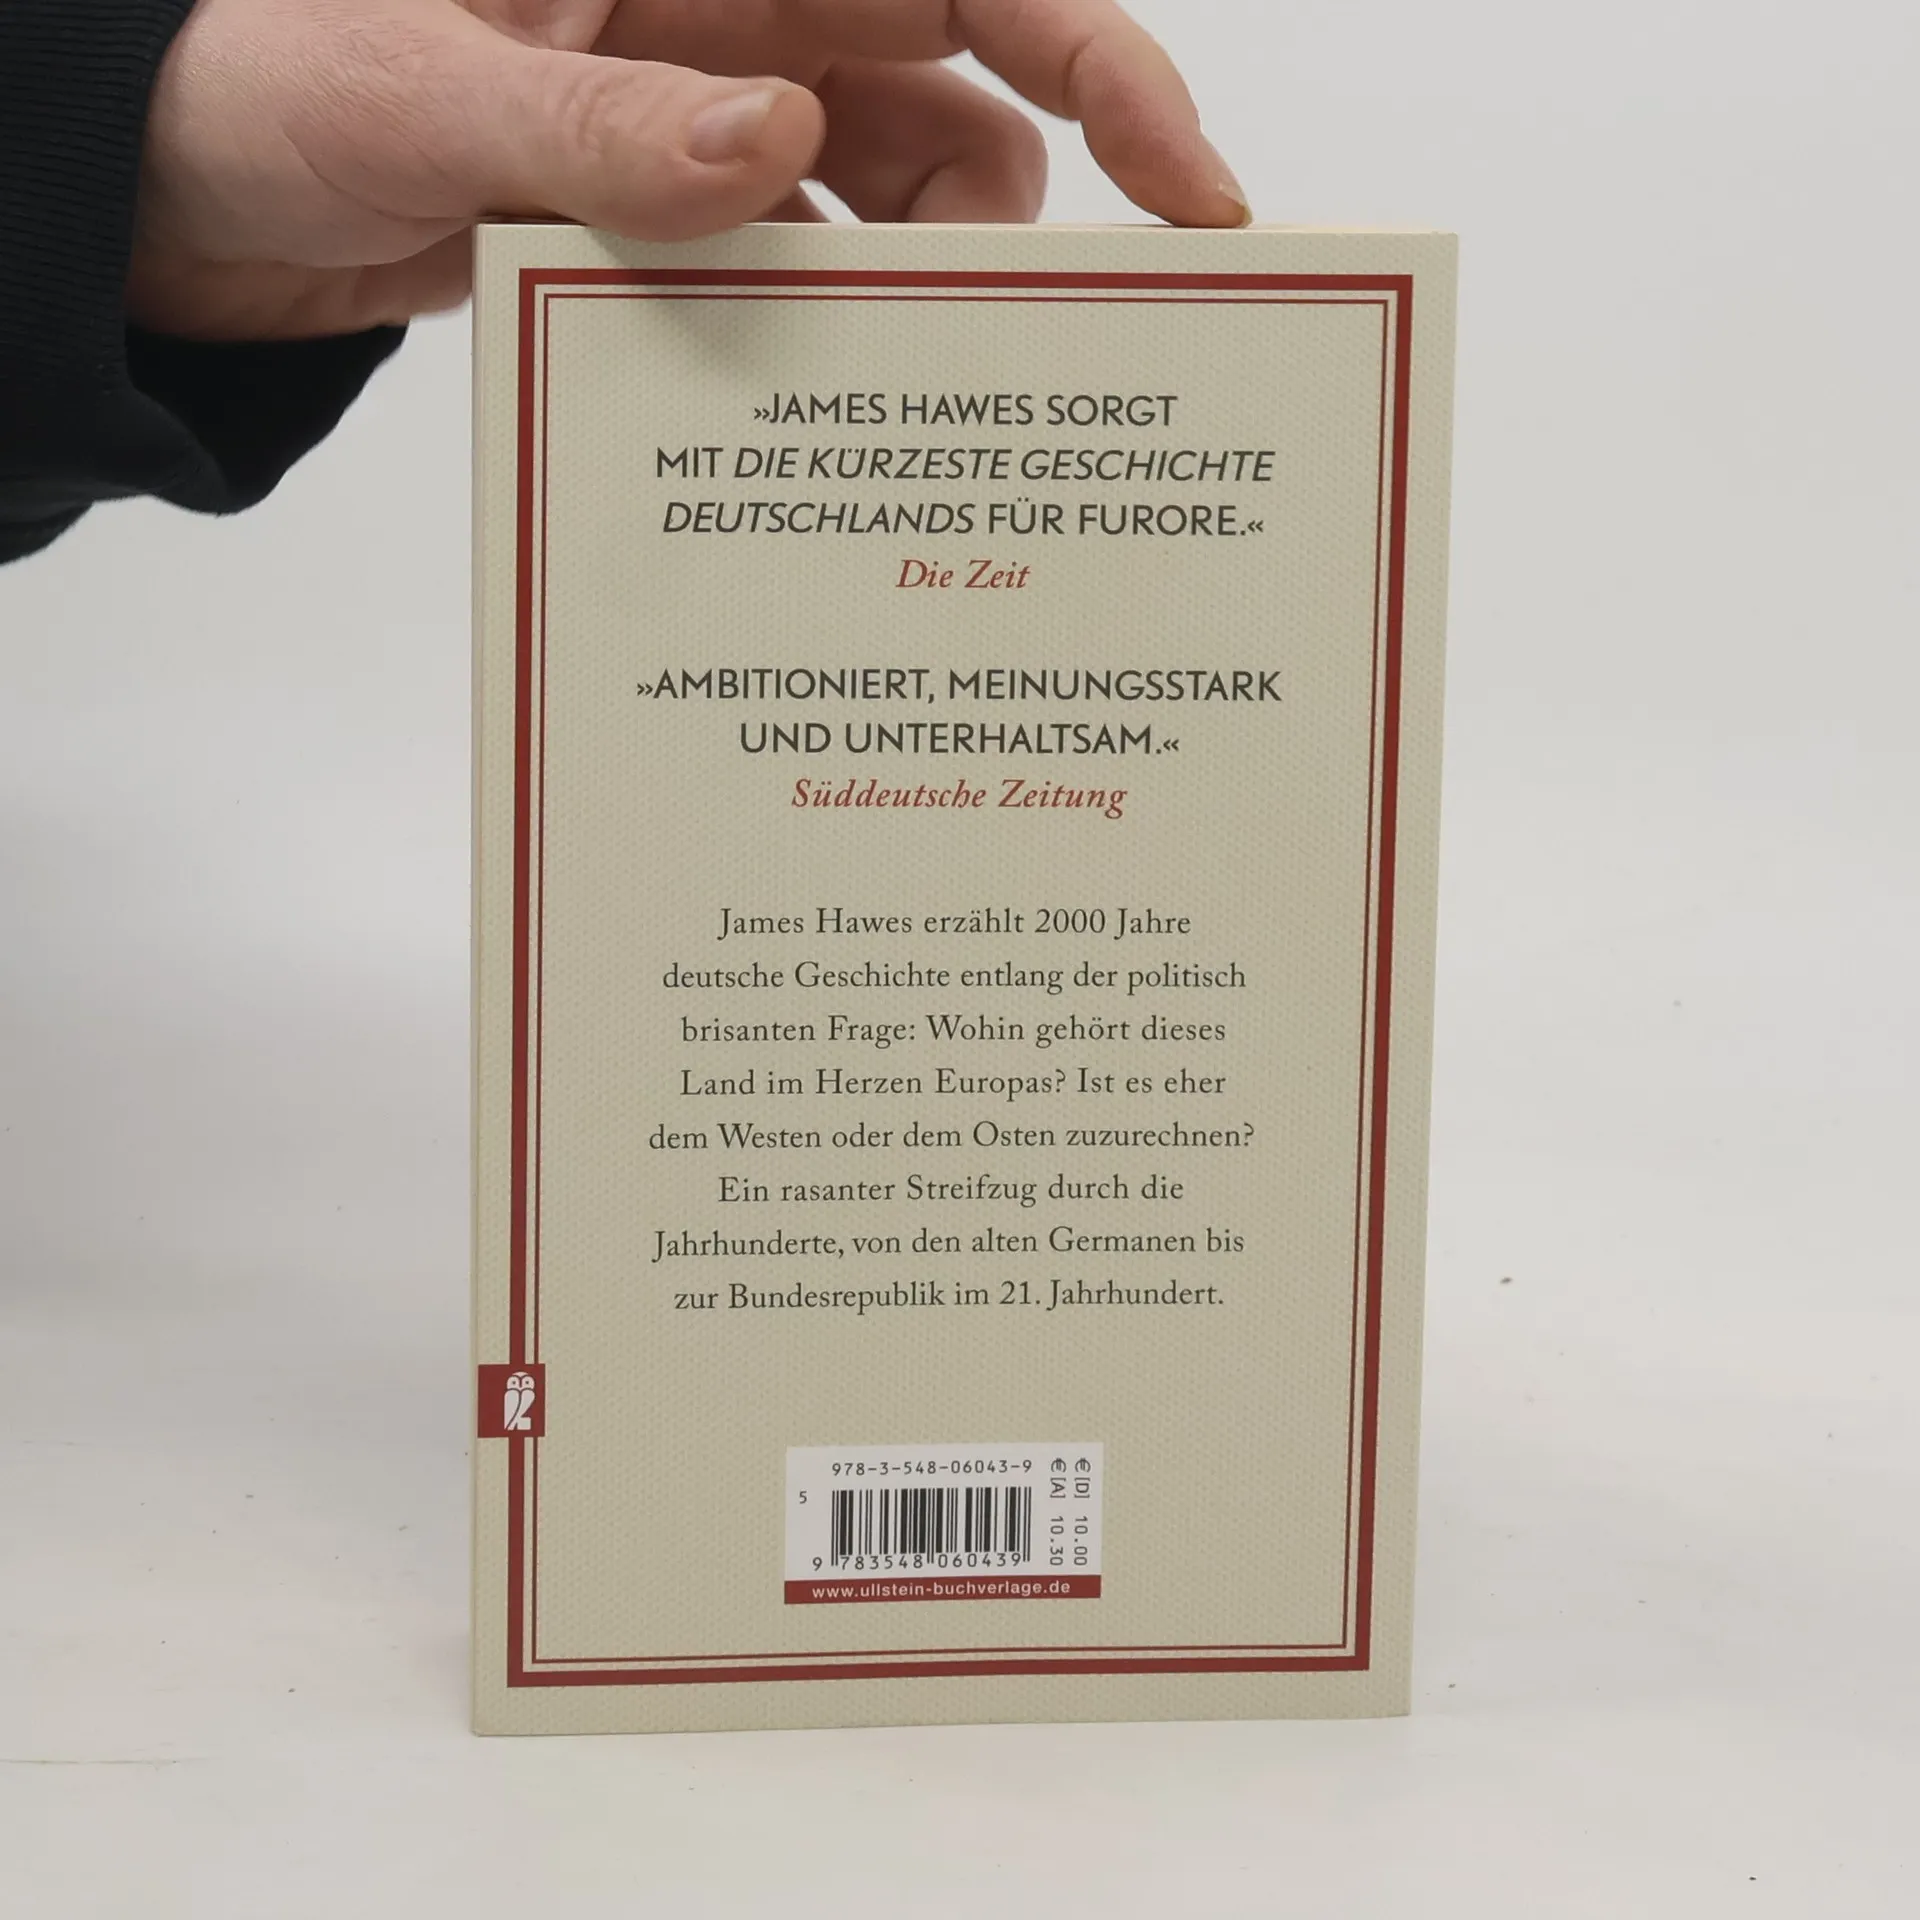 »JAMES HAWES SORGT
MIT DIE KÜRZESTE GESCHICHTE
DEUTSCHLANDS FÜR FURORE.«
Die Zeit
»AMBITIONIERT, MEINUNGSSTARK
UND UNTERHALTSAM.«
Süddeutsche Zeitung
James Hawes erzählt 2000 Jahre
deutsche Geschichte entlang der politisch
brisanten Frage: Wohin gehört dieses
Land im Herzen Europas? Ist es eher
dem Westen oder dem Osten zuzurechnen?
Ein rasanter Streifzug durch die
Jahrhunderte, von den alten Germanen bis
zur Bundesrepublik im 21. Jahrhundert.
978-3-548-06043-9
5
9 783548 060439
€ [D] 10.00
€ [A] 10.30
www.ullstein-buchverlage.de